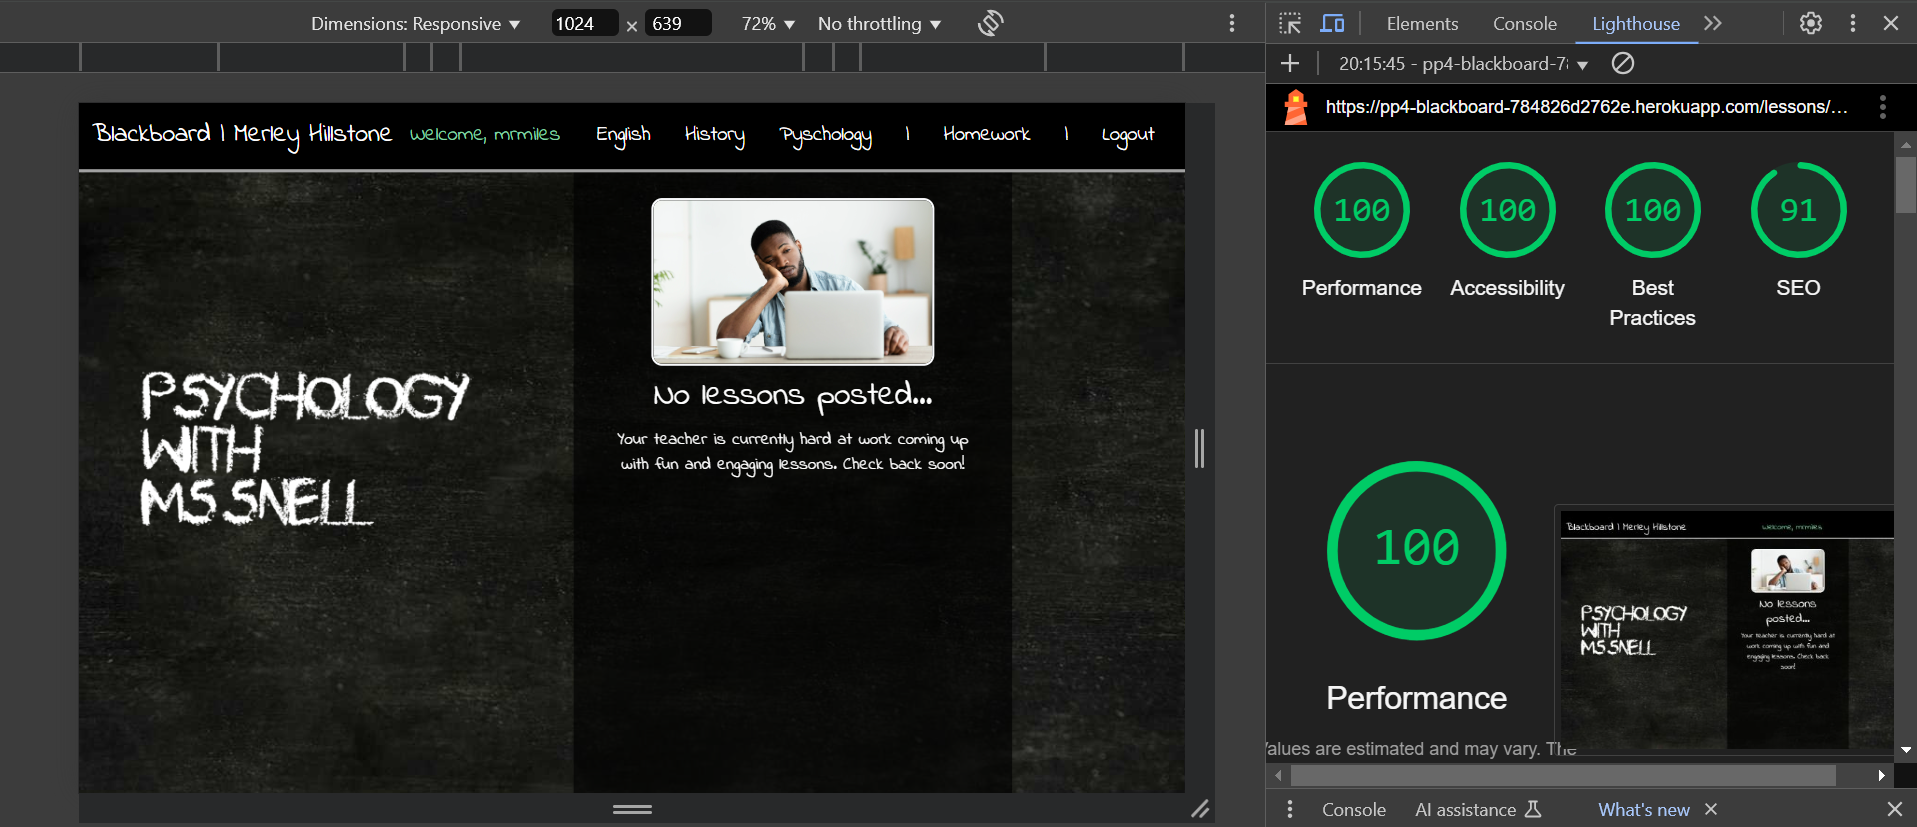 Dimensions: Responsive 1024 × 639 72% No throttling
Elements Console Lighthouse
20:15:45 - pp4-blackboard-78
https://pp4-blackboard-784826d2762e.herokuapp.com/lessons/…
Blackboard | Merley Hillstone Welcome, mrmiles English History Pyschology | Homework | Logout
PSYCHOLOGY
WITH
MS SNELL
No lessons posted...
Your teacher is currently hard at work coming up
with fun and engaging lessons. Check back soon!
100 100 100 91
Performance Accessibility Best Practices SEO
100
Performance
Values are estimated and may vary. The
Blackboard | Merley Hillstone Welcome, mrmiles
PSYCHOLOGY
WITH
MS SNELL
No lessons
posted...
Your teacher is currently hard at
work coming up with fun and
engaging lessons. Check back
soon!
Console AI assistance What's new